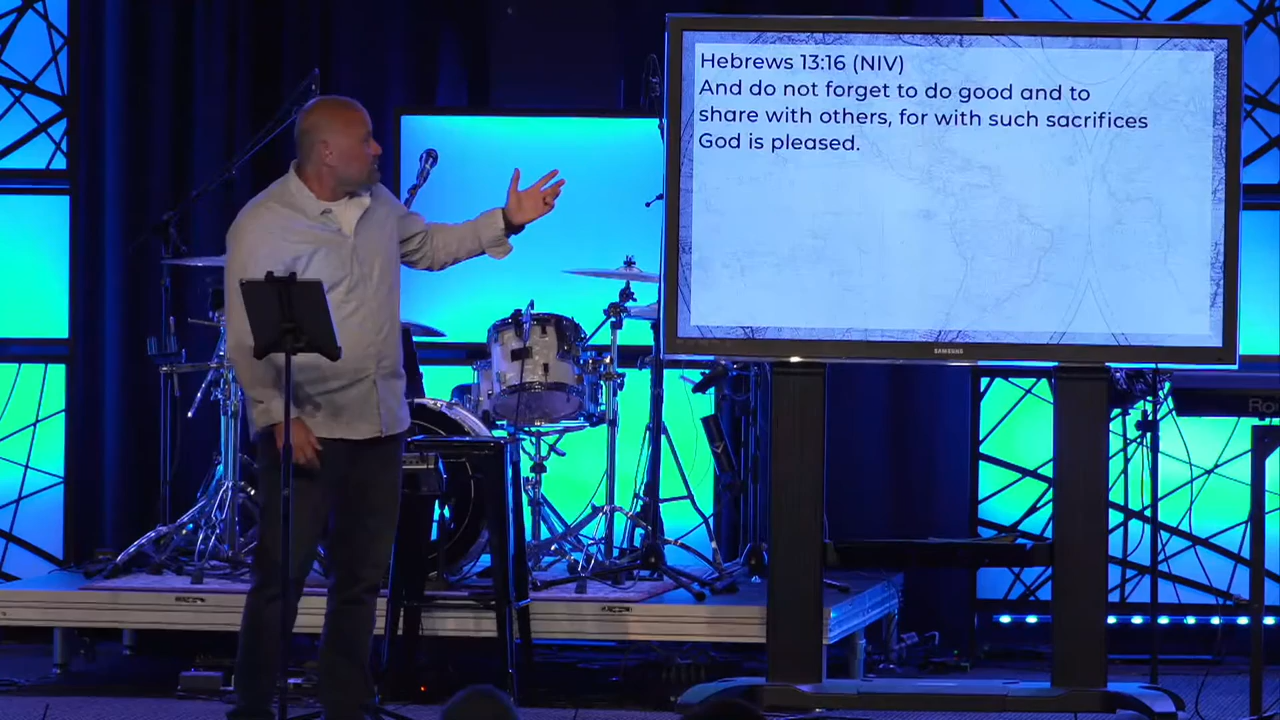 Hebrews 13:16 (NIV)
And do not forget to do good and to
share with others, for with such sacrifices
God is pleased.
SAMSUNG
Ro